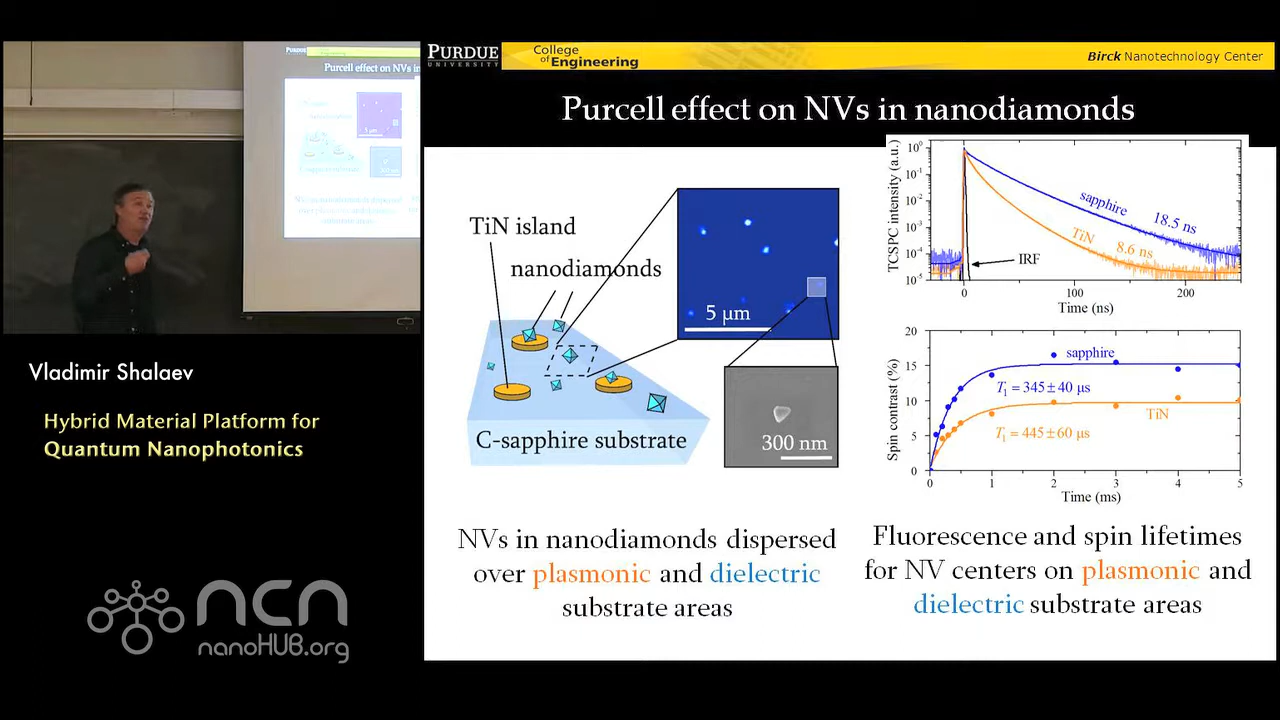 PURDUE
UNIVERSITY
College
of Engineering
Birck Nanotechnology Center
Purcell effect on NVs in nanodiamonds
TiN island
nanodiamonds
5 µm
C-sapphire substrate
300 nm
NVs in nanodiamonds dispersed
over plasmonic and dielectric
substrate areas
TCSPC intensity (a.u.)
10⁰
10⁻¹
10⁻²
10⁻³
10⁻⁴
10⁻⁵
sapphire 18.5 ns
TiN 8.6 ns
IRF
0 100 200
Time (ns)
Spin contrast (%)
20
15
10
5
0
sapphire
T₁ = 345 ± 40 µs
TiN
T₁ = 445 ± 60 µs
0 1 2 3 4 5
Time (ms)
Fluorescence and spin lifetimes
for NV centers on plasmonic and
dielectric substrate areas
Vladimir Shalaev
Hybrid Material Platform for
Quantum Nanophotonics
ncn
nanoHUB.org
PURDUE
Purcell effect on NVs in
5 µm